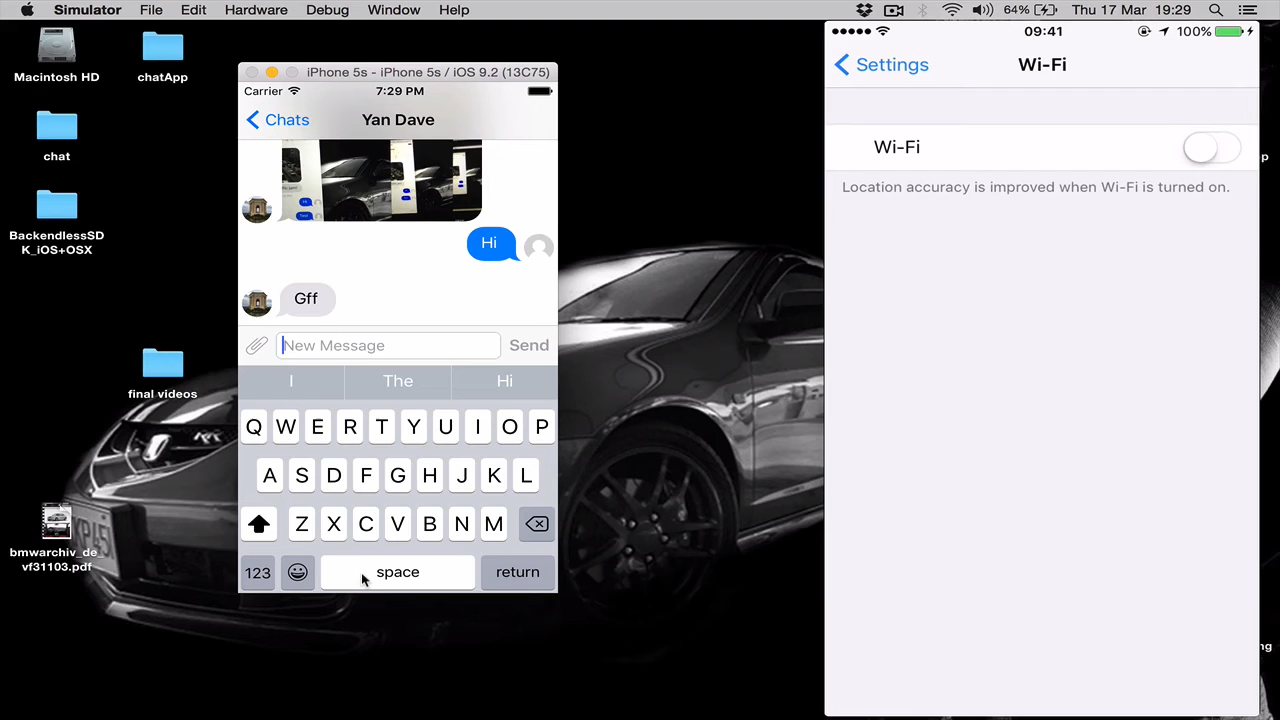 Simulator File Edit Hardware Debug Window Help 64% Thu 17 Mar 19:29
Macintosh HD
chatApp
chat
BackendlessSD
K_iOS+OSX
final videos
bmwarchiv_de_
vf31103.pdf
iPhone 5s - iPhone 5s / iOS 9.2 (13C75)
Carrier 7:29 PM
Chats Yan Dave
Hi
Gff
New Message Send
I The Hi
Q W E R T Y U I O P
A S D F G H J K L
Z X C V B N M
123 space return
09:41 100%
Settings Wi-Fi
Wi-Fi
Location accuracy is improved when Wi-Fi is turned on.